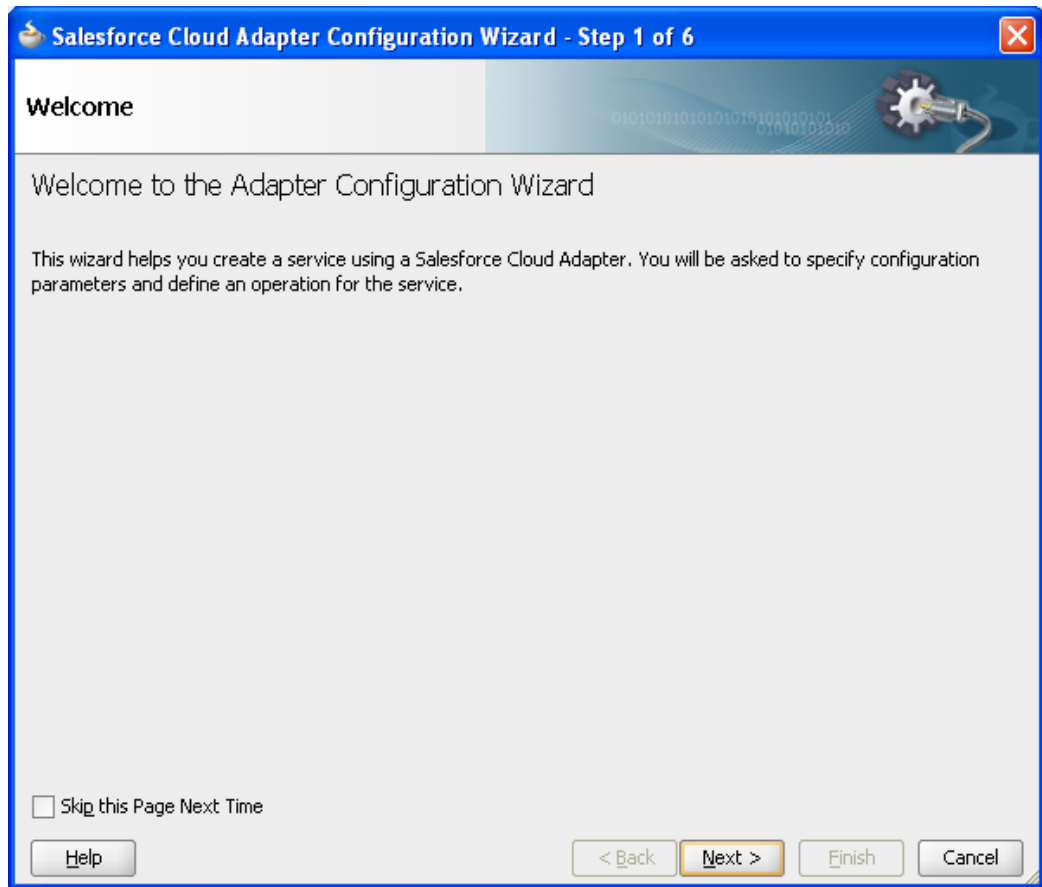 Salesforce Cloud Adapter Configuration Wizard - Step 1 of 6
Welcome
Welcome to the Adapter Configuration Wizard
This wizard helps you create a service using a Salesforce Cloud Adapter. You will be asked to specify configuration
parameters and define an operation for the service.
Skip this Page Next Time
Help
< Back
Next >
Finish
Cancel